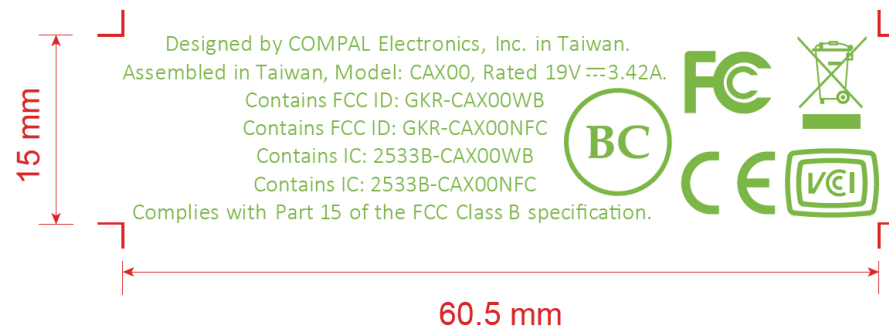 Designed by COMPAL Electronics, Inc. in Taiwan.
Assembled in Taiwan, Model: CAX00, Rated 19V⎓3.42A.
Contains FCC ID: GKR-CAX00WB
Contains FCC ID: GKR-CAX00NFC
Contains IC: 2533B-CAX00WB
Contains IC: 2533B-CAX00NFC
Complies with Part 15 of the FCC Class B specification.
BC
FC
CE
VCI
15 mm
60.5 mm